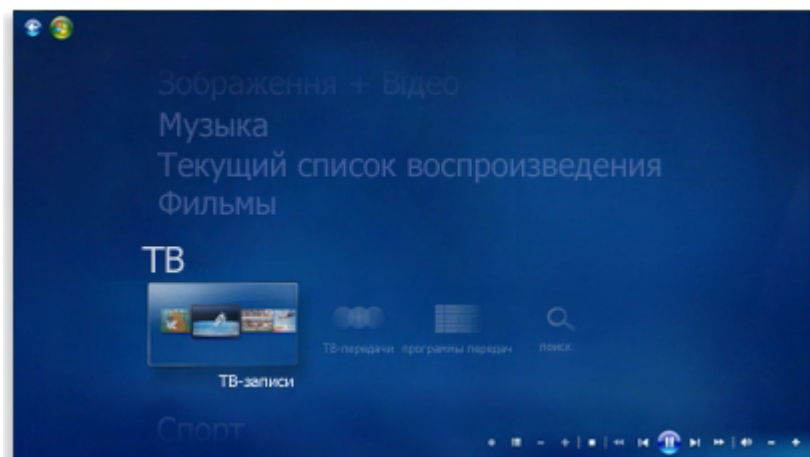 Зображення + Відео
Музыка
Текущий список воспроизведения
Фильмы
ТВ
ТВ-записи
ТВ-передачи
программы передач
поиск
Спорт